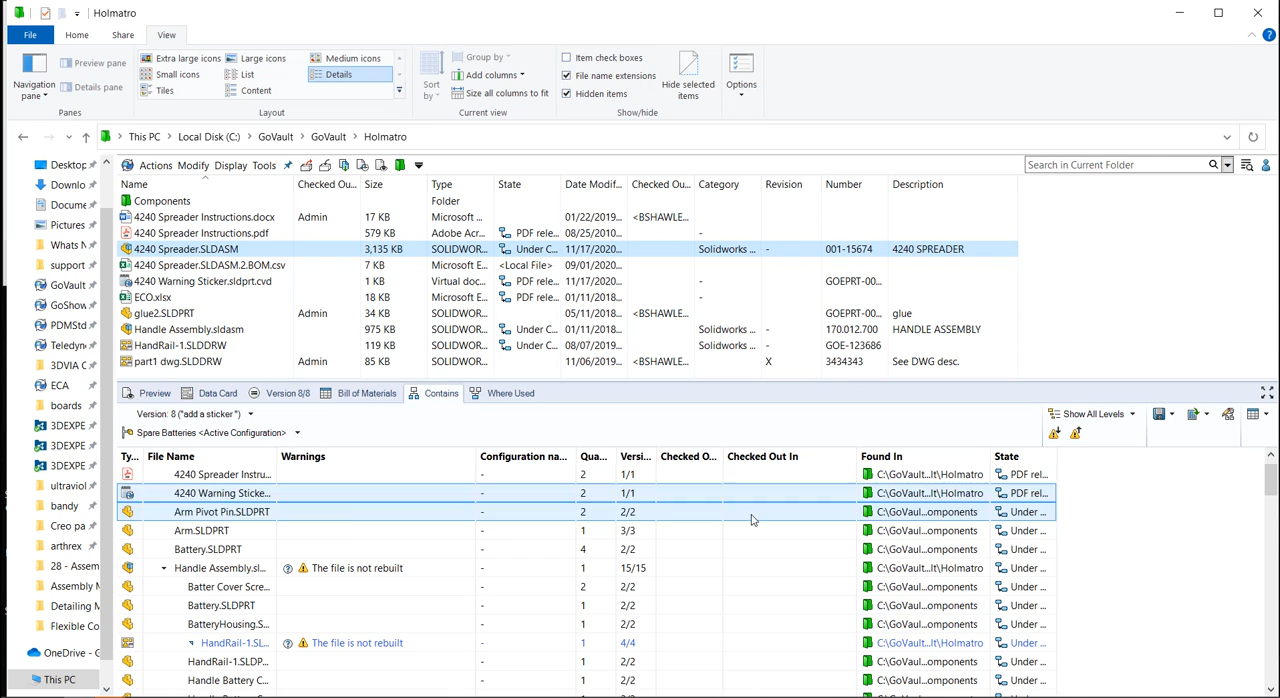 Holmatro
File Home Share View
Navigation pane
Preview pane
Details pane
Panes
Extra large icons Large icons Medium icons
Small icons List Details
Tiles Content
Layout
Sort by
Group by
Add columns
Size all columns to fit
Current view
Item check boxes
File name extensions
Hidden items
Hide selected items
Show/hide
Options
This PC > Local Disk (C:) > GoVault > GoVault > Holmatro
Actions Modify Display Tools
Search in Current Folder
Name Checked Ou... Size Type State Date Modif... Checked Ou... Category Revision Number Description
Components Folder
4240 Spreader Instructions.docx Admin 17 KB Microsoft ... 01/22/2019... <BSHAWLE...
4240 Spreader Instructions.pdf 579 KB Adobe Acr... PDF rele... 08/25/2010... -
4240 Spreader.SLDASM 3,135 KB SOLIDWOR... Under C... 11/17/2020... Solidworks ... - 001-15674 4240 SPREADER
4240 Spreader.SLDASM.2.BOM.csv 7 KB Microsoft E... <Local File> 09/01/2020...
4240 Warning Sticker.sldprt.cvd 1 KB Virtual doc... PDF rele... 11/17/2020... - GOEPRT-00...
ECO.xlsx 18 KB Microsoft E... PDF rele... 01/11/2018... -
glue2.SLDPRT Admin 34 KB SOLIDWOR... 05/11/2018... <BSHAWLE... GOEPRT-00... glue
Handle Assembly.sldasm 975 KB SOLIDWOR... Under C... 01/11/2018... Solidworks ... - 170.012.700 HANDLE ASSEMBLY
HandRail-1.SLDDRW 119 KB SOLIDWOR... Under C... 08/07/2019... Solidworks ... - GOE-123686
part1 dwg.SLDDRW Admin 85 KB SOLIDWOR... 11/06/2019... <BSHAWLE... X 3434343 See DWG desc.
Desktop
Downlo
Docume
Pictures
Whats N
support
GoVault
GoShow
PDMStd
Teledyn
3DVIA C
ECA
boards
3DEXPE
3DEXPE
3DEXPE
ultraviol
bandy
Creo pa
arthrex
28 - Assem
Assembly M
Detailing M
Flexible Co
OneDrive - G
This PC
Preview Data Card Version 8/8 Bill of Materials Contains Where Used
Version: 8 ("add a sticker") Show All Levels
Spare Batteries <Active Configuration>
Ty... File Name Warnings Configuration na... Qua... Versi... Checked O... Checked Out In Found In State
4240 Spreader Instru... - 2 1/1 C:\GoVault...lt\Holmatro PDF rel...
4240 Warning Sticke... - 2 1/1 C:\GoVault...lt\Holmatro PDF rel...
Arm Pivot Pin.SLDPRT - 2 2/2 C:\GoVaul...omponents Under ...
Arm.SLDPRT - 1 3/3 C:\GoVaul...omponents Under ...
Battery.SLDPRT - 4 2/2 C:\GoVaul...omponents Under ...
Handle Assembly.sl... The file is not rebuilt - 1 15/15 C:\GoVault...lt\Holmatro Under ...
Batter Cover Scre... - 2 2/2 C:\GoVaul...omponents Under ...
Battery.SLDPRT - 1 2/2 C:\GoVaul...omponents Under ...
BatteryHousing.S... - 1 2/2 C:\GoVaul...omponents Under ...
HandRail-1.SL... The file is not rebuilt - 1 4/4 C:\GoVault...lt\Holmatro Under ...
HandRail-1.SLDP... - 1 2/2 C:\GoVaul...omponents Under ...
Handle Battery C... - 1 2/2 C:\GoVaul...omponents Under ...